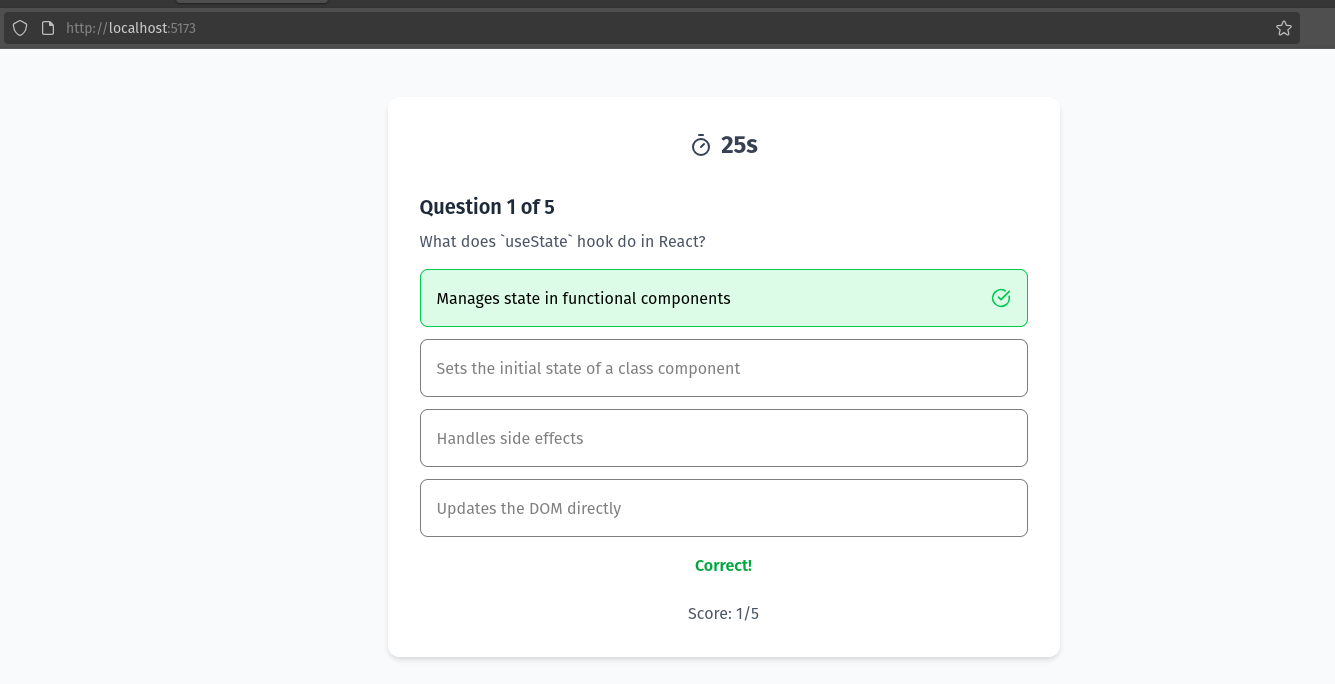 http://localhost:5173
25s
Question 1 of 5
What does `useState` hook do in React?
Manages state in functional components
Sets the initial state of a class component
Handles side effects
Updates the DOM directly
Correct!
Score: 1/5